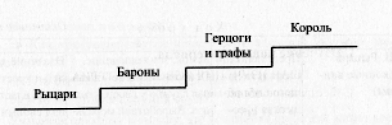 Король
Герцоги
и графы
Бароны
Рыцари